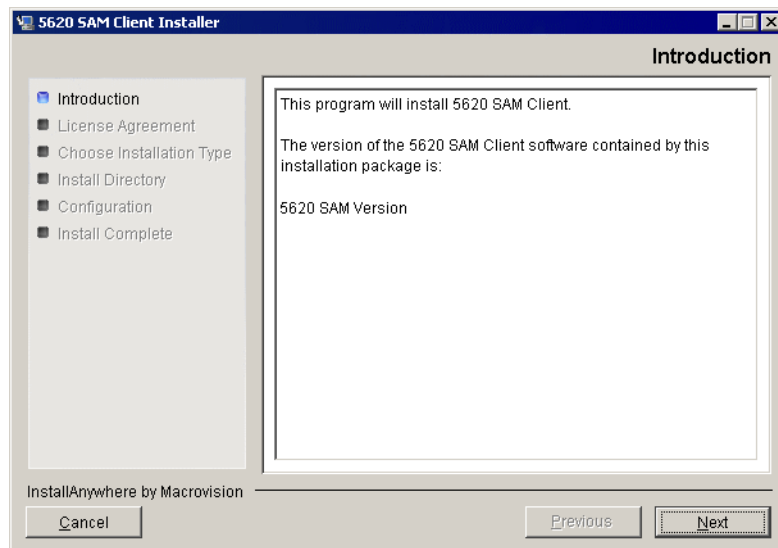 5620 SAM Client Installer
Introduction
Introduction
License Agreement
Choose Installation Type
Install Directory
Configuration
Install Complete
This program will install 5620 SAM Client.
The version of the 5620 SAM Client software contained by this
installation package is:
5620 SAM Version
InstallAnywhere by Macrovision
Cancel
Previous
Next